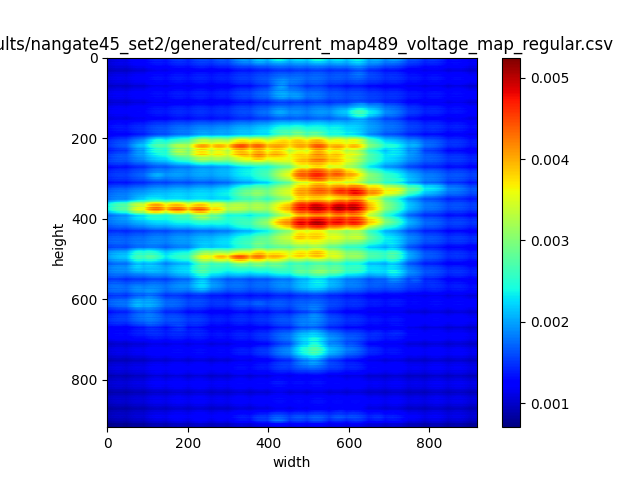 ults/nangate45_set2/generated/current_map489_voltage_map_regular.csv
0
200
400
600
800
height
0 200 400 600 800
width
0.005
0.004
0.003
0.002
0.001